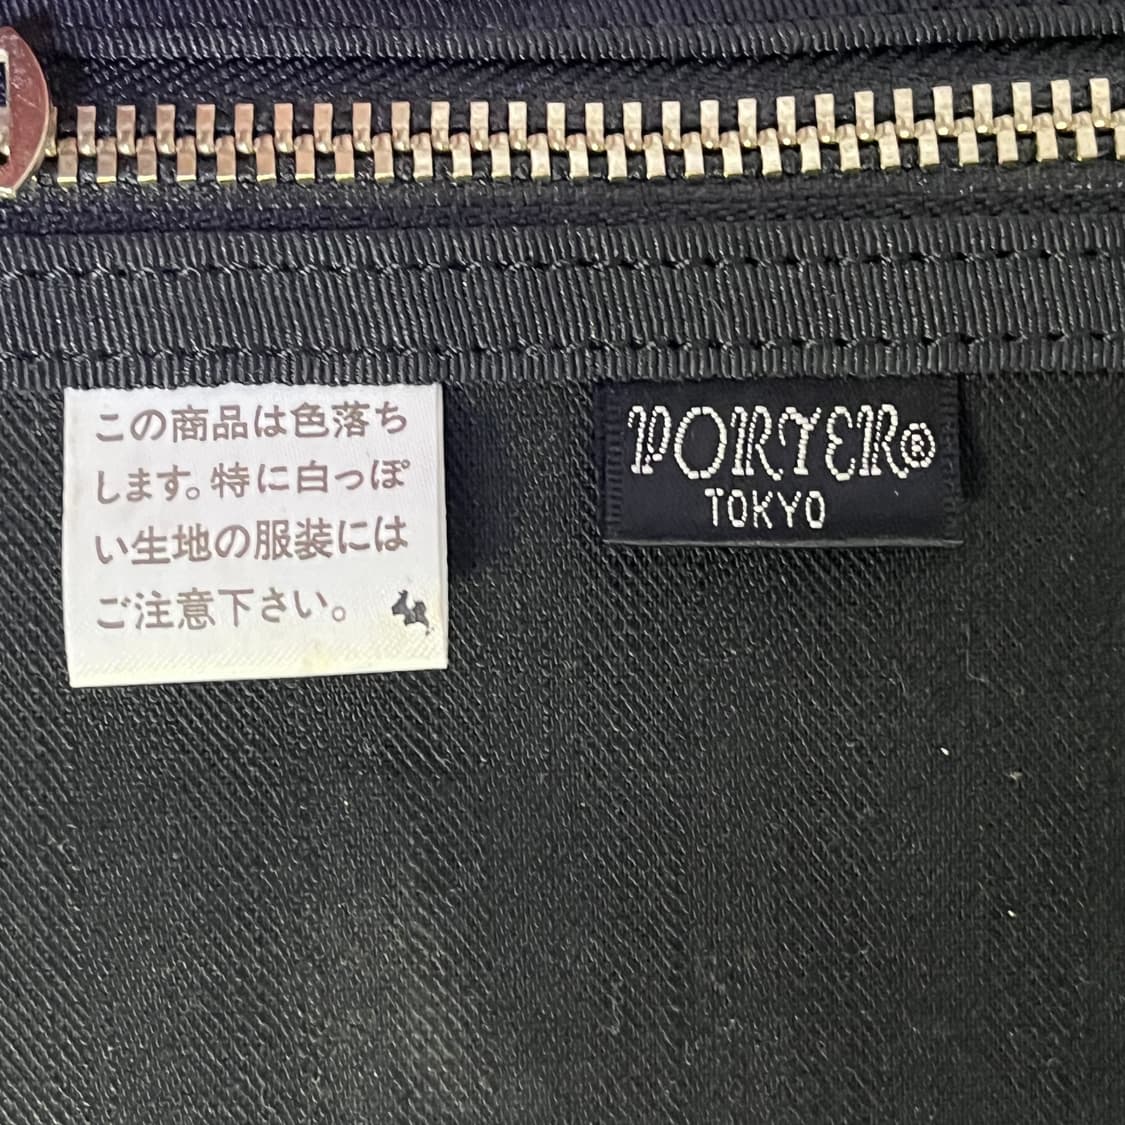 この商品は色落ち
します。特に白っぽ
い生地の服装には
ご注意下さい。
PORTER®
TOKYO